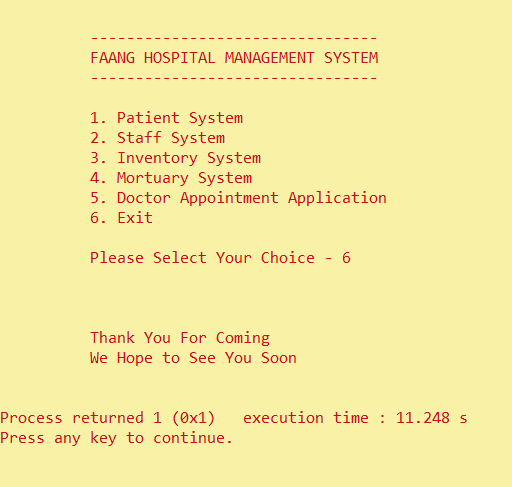 --------------------------------
FAANG HOSPITAL MANAGEMENT SYSTEM
--------------------------------
1. Patient System
2. Staff System
3. Inventory System
4. Mortuary System
5. Doctor Appointment Application
6. Exit
Please Select Your Choice - 6
Thank You For Coming
We Hope to See You Soon
Process returned 1 (0x1)   execution time : 11.248 s
Press any key to continue.